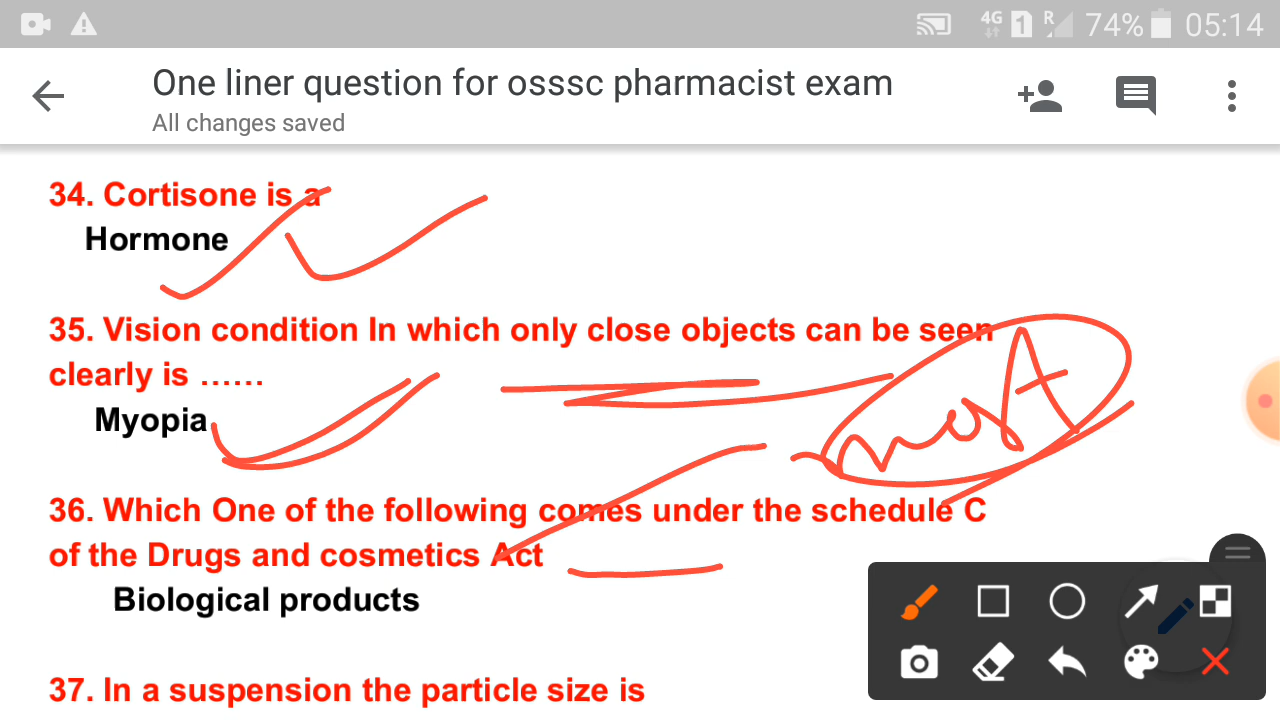 4G 1 R 74% 05:14
One liner question for osssc pharmacist exam
All changes saved
34. Cortisone is a
Hormone
35. Vision condition In which only close objects can be seen
clearly is ......
Myopia
most
36. Which One of the following comes under the schedule C
of the Drugs and cosmetics Act
Biological products
37. In a suspension the particle size is